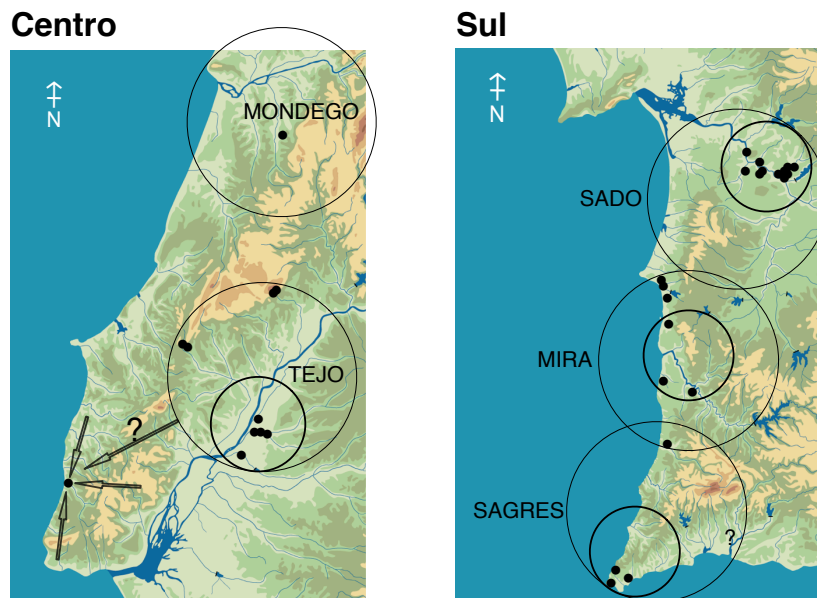 Centro
N
MONDEGO
TEJO
?
Sul
N
SADO
MIRA
SAGRES
?